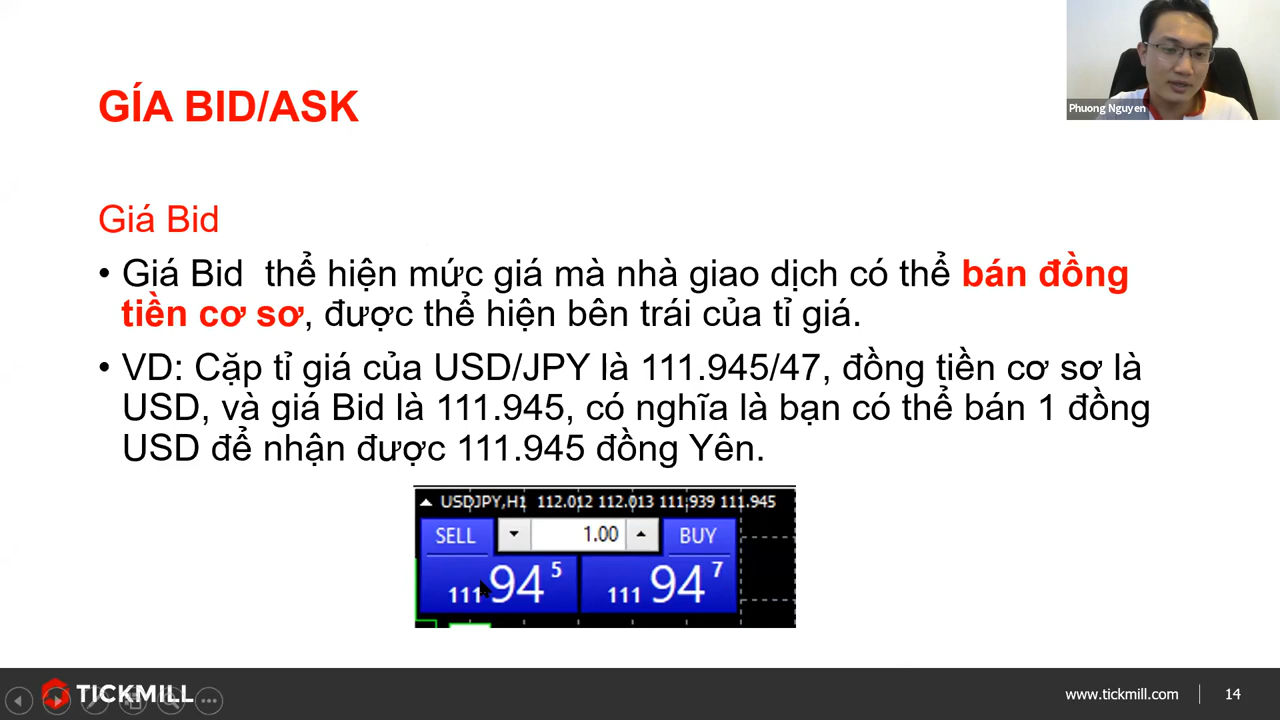 GÍA BID/ASK
Phuong Nguyen
Giá Bid
• Giá Bid thể hiện mức giá mà nhà giao dịch có thể bán đồng
tiền cơ sơ, được thể hiện bên trái của tỉ giá.
• VD: Cặp tỉ giá của USD/JPY là 111.945/47, đồng tiền cơ sơ là
USD, và giá Bid là 111.945, có nghĩa là bạn có thể bán 1 đồng
USD để nhận được 111.945 đồng Yên.
USDJPY,H1 112.012 112.013 111.939 111.945
SELL 1.00 BUY
111 94 5 111 94 7
TICKMILL www.tickmill.com 14